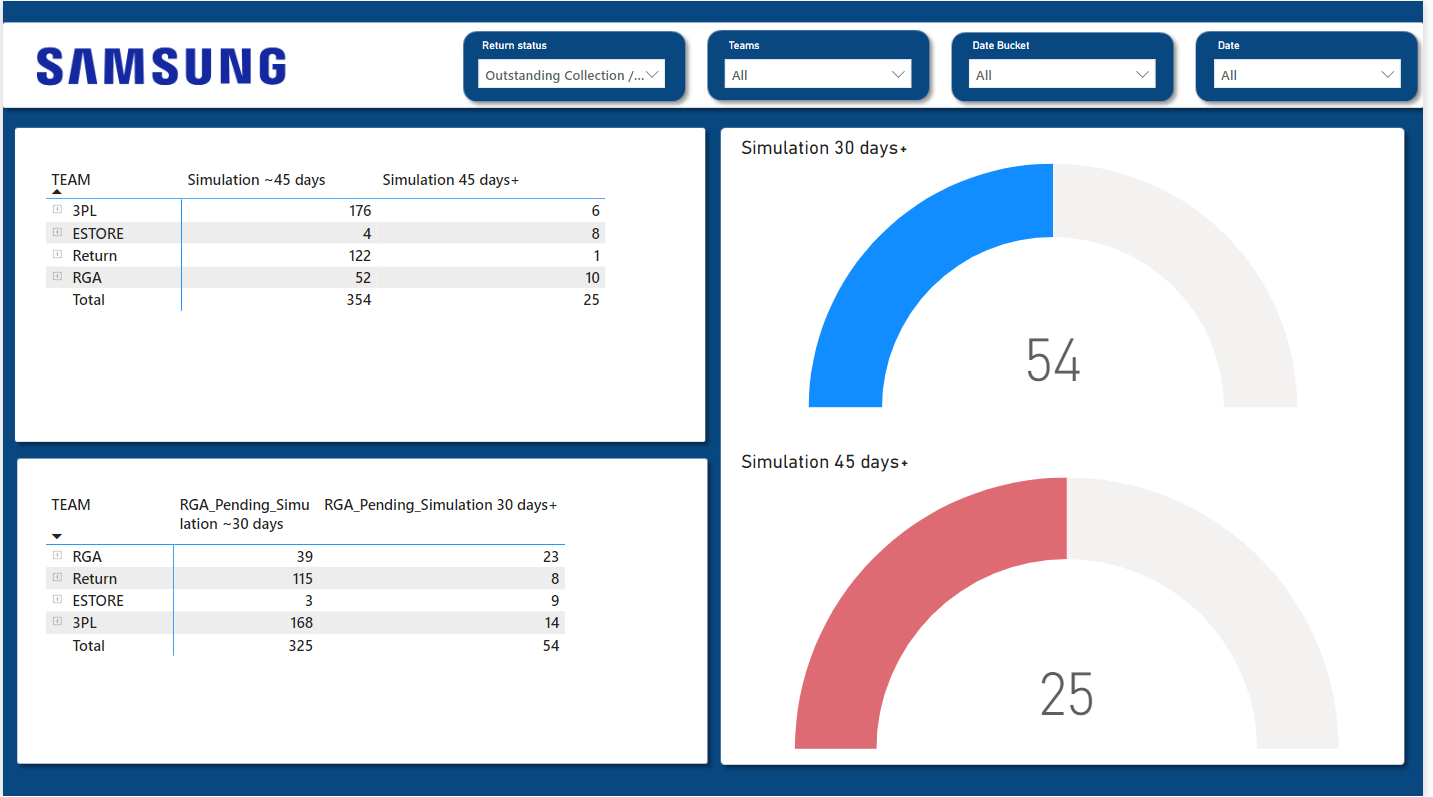 SAMSUNG
Return status
Outstanding Collection /...
Teams
All
Date Bucket
All
Date
All
TEAM Simulation ~45 days Simulation 45 days+
3PL 176 6
ESTORE 4 8
Return 122 1
RGA 52 10
Total 354 25
TEAM RGA_Pending_Simu RGA_Pending_Simulation 30 days+
lation ~30 days
RGA 39 23
Return 115 8
ESTORE 3 9
3PL 168 14
Total 325 54
Simulation 30 days+
54
Simulation 45 days+
25